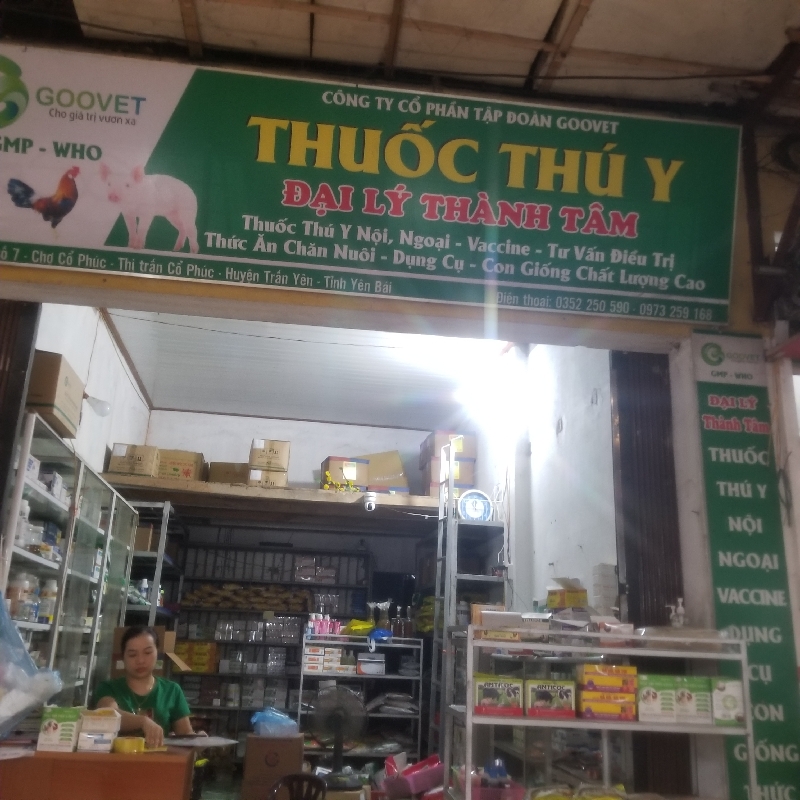 GOOVET
Cho giá trị vươn xa
GMP - WHO
CÔNG TY CỔ PHẦN TẬP ĐOÀN GOOVET
THUỐC THÚ Y
ĐẠI LÝ THÀNH TÂM
Thuốc Thú Y Nội, Ngoại - Vaccine - Tư Vấn Điều Trị
Thức Ăn Chăn Nuôi - Dụng Cụ - Con Giống Chất Lượng Cao
7 - Chợ Cổ Phúc - Thị trấn Cổ Phúc - Huyện Trấn Yên - Tỉnh Yên Bái
Điện thoại: 0352 250 590 - 0973 259 168
GOOVET
GMP - WHO
ĐẠI LÝ
Thành Tâm
THUỐC
THÚ Y
NỘI
NGOẠI
VACCINE
DỤNG
CỤ
CON
GIỐNG
THỨC